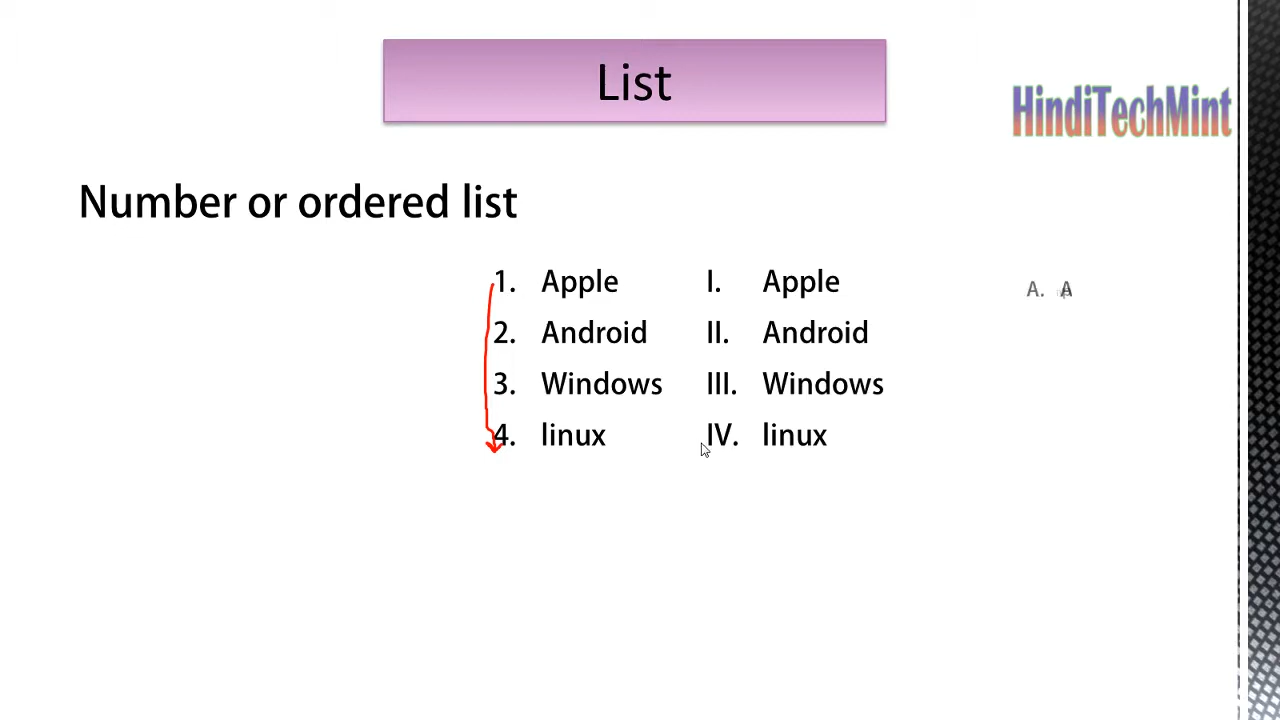 List
HindiTechMint
Number or ordered list
1. Apple
2. Android
3. Windows
4. linux
I. Apple
II. Android
III. Windows
IV. linux
A. A